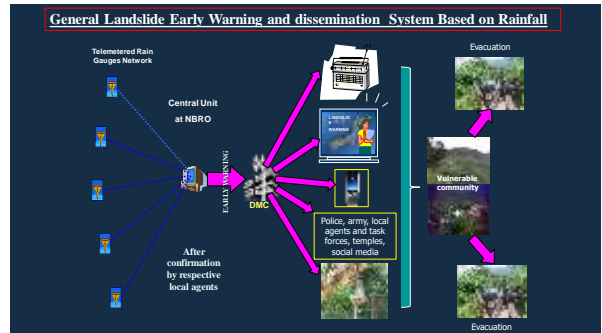 General Landslide Early Warning and dissemination System Based on Rainfall
Telemetered Rain
Gauges Network
Central Unit
at NBRO
EARLY WARNING
DMC
After
confirmation
by respective
local agents
LANDSLID
E
WARNING
Police, army, local
agents and task
forces, temples,
social media
Evacuation
Vulnerable
community
Evacuation